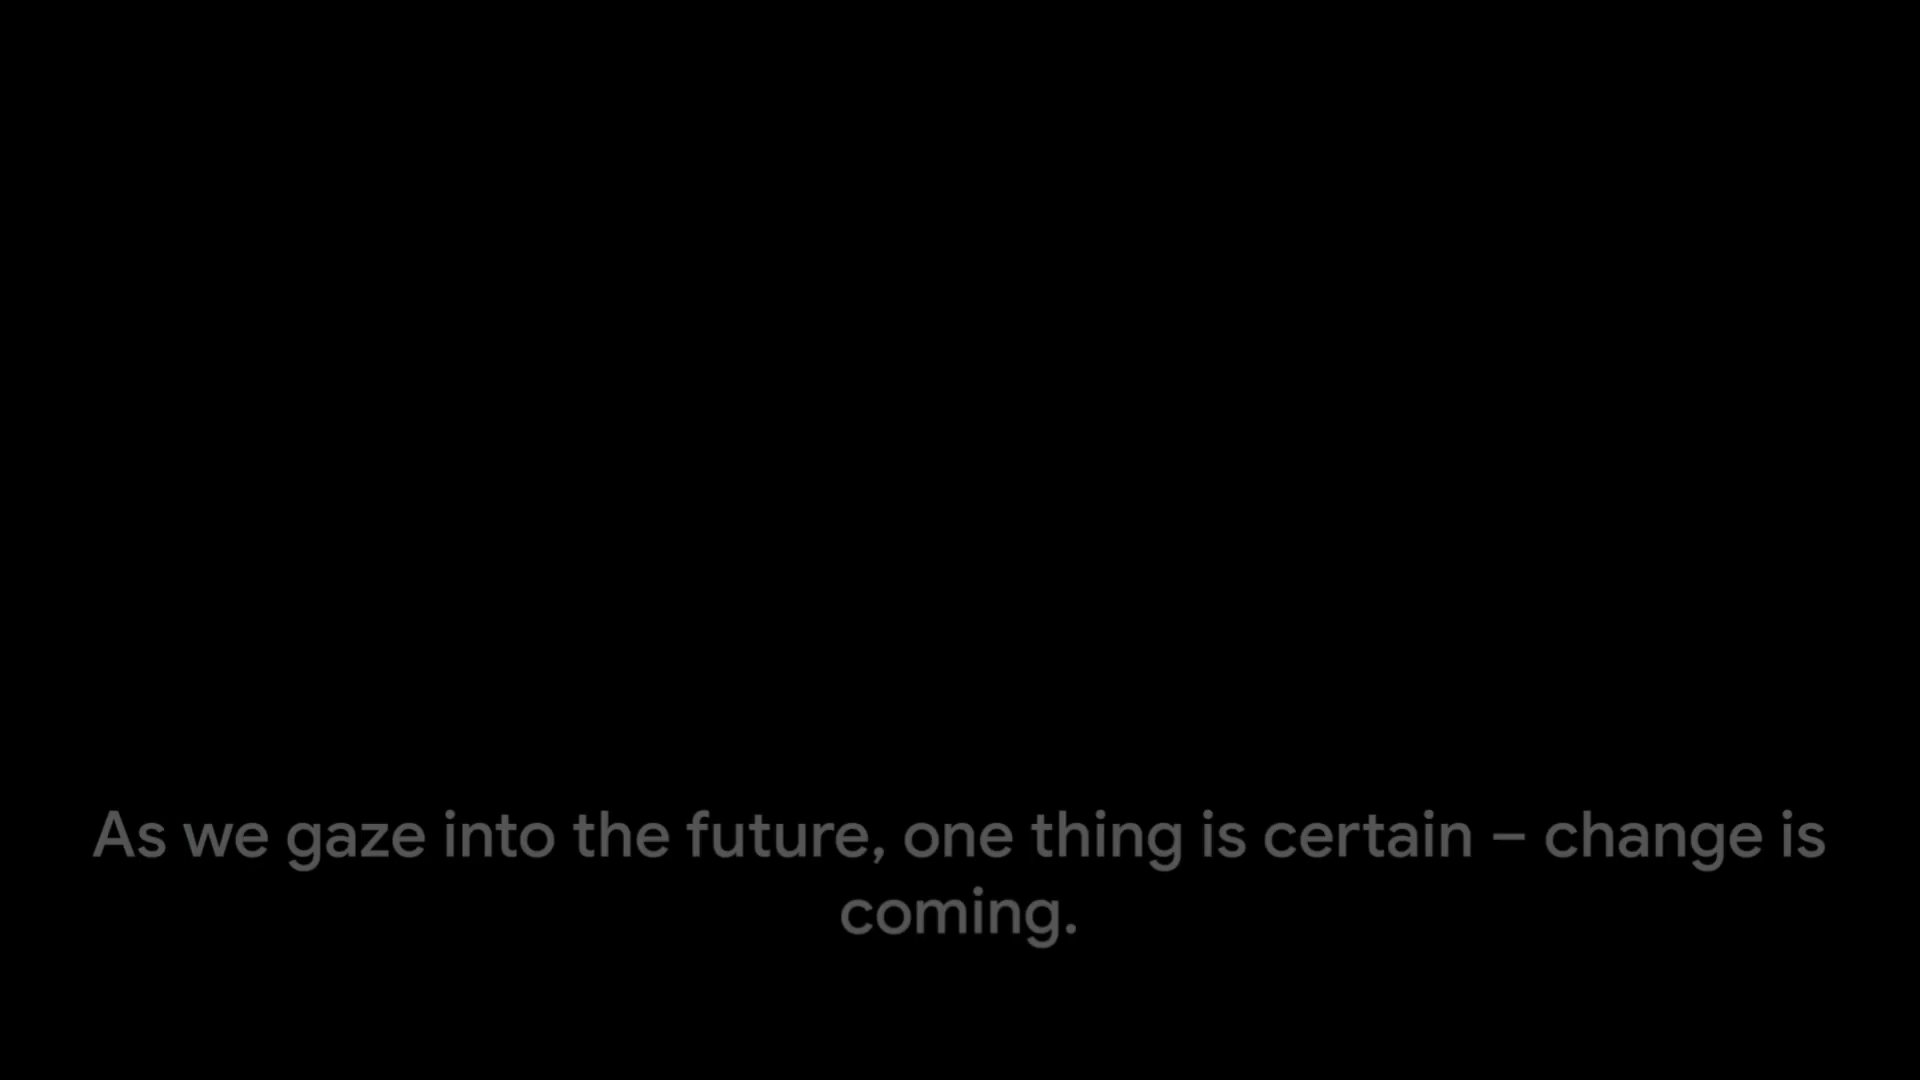 As we gaze into the future, one thing is certain – change is
coming.